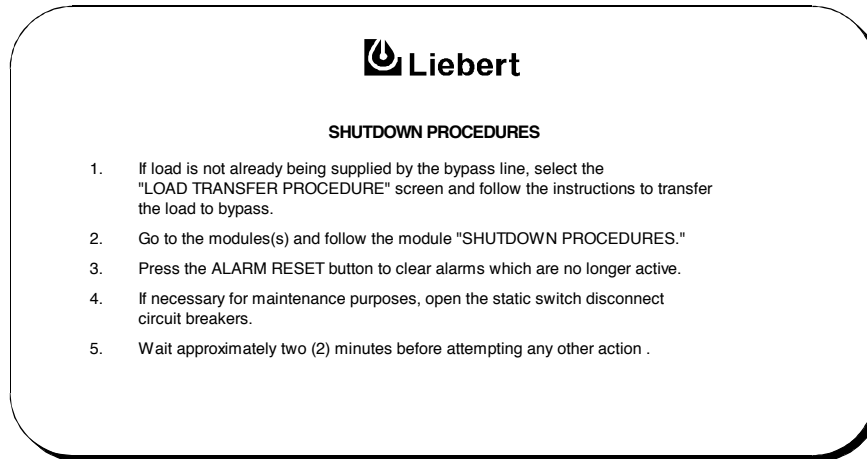 Liebert
SHUTDOWN PROCEDURES
1. If load is not already being supplied by the bypass line, select the
"LOAD TRANSFER PROCEDURE" screen and follow the instructions to transfer
the load to bypass.
2. Go to the modules(s) and follow the module "SHUTDOWN PROCEDURES."
3. Press the ALARM RESET button to clear alarms which are no longer active.
4. If necessary for maintenance purposes, open the static switch disconnect
circuit breakers.
5. Wait approximately two (2) minutes before attempting any other action .